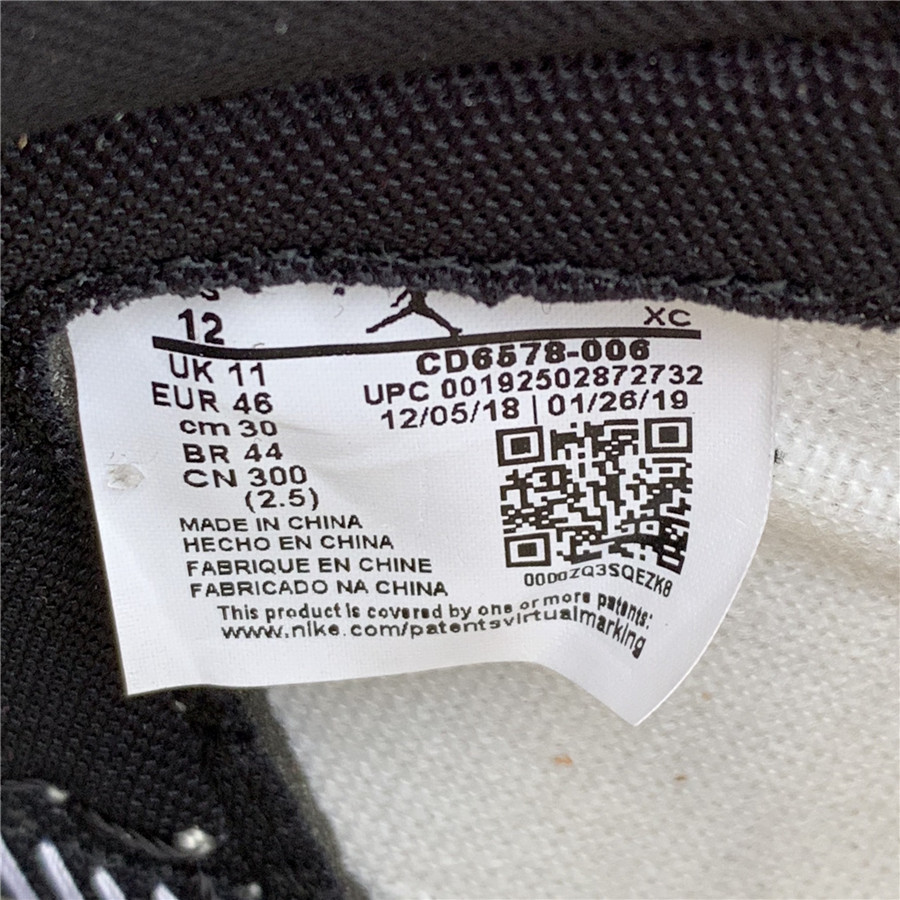 12
XC
CD6578-006
UK 11
UPC 00192502872732
EUR 46
12/05/18 | 01/26/19
cm 30
BR 44
CN 300
(2.5)
MADE IN CHINA
HECHO EN CHINA
FABRIQUE EN CHINE
FABRICADO NA CHINA
0000ZQ3SQEZK8
This product is covered by one or more patents:
www.nike.com/patentsvirtualmarking